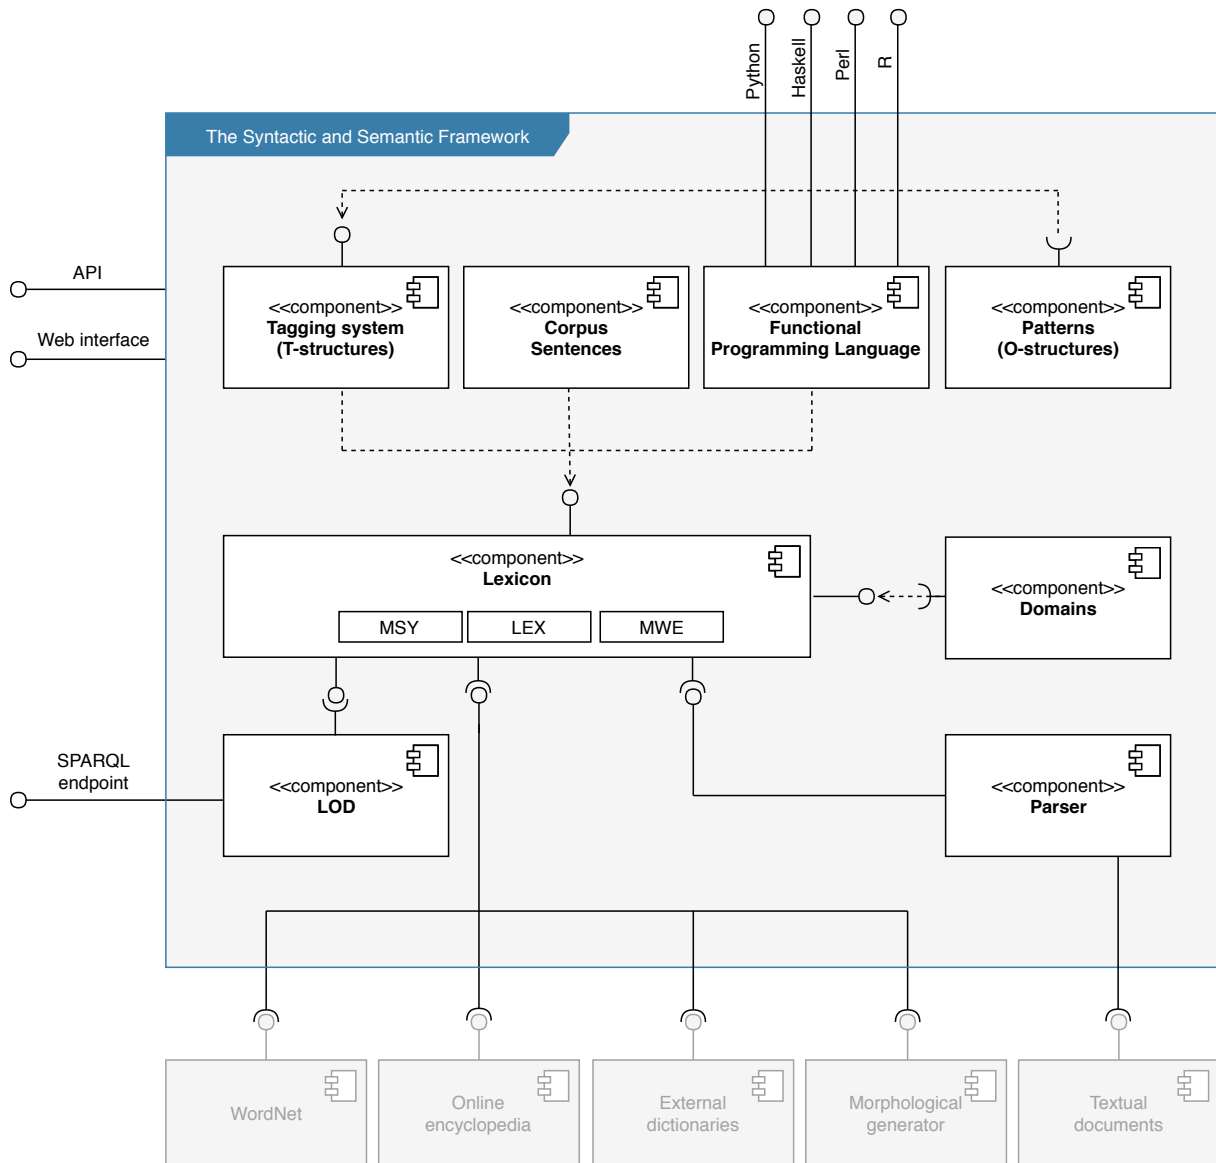 Python
Haskell
Perl
R
The Syntactic and Semantic Framework
API
Web interface
<<component>>
Tagging system
(T-structures)
<<component>>
Corpus
Sentences
<<component>>
Functional
Programming Language
<<component>>
Patterns
(O-structures)
<<component>>
Lexicon
MSY
LEX
MWE
<<component>>
Domains
SPARQL
endpoint
<<component>>
LOD
<<component>>
Parser
WordNet
Online
encyclopedia
External
dictionaries
Morphological
generator
Textual
documents